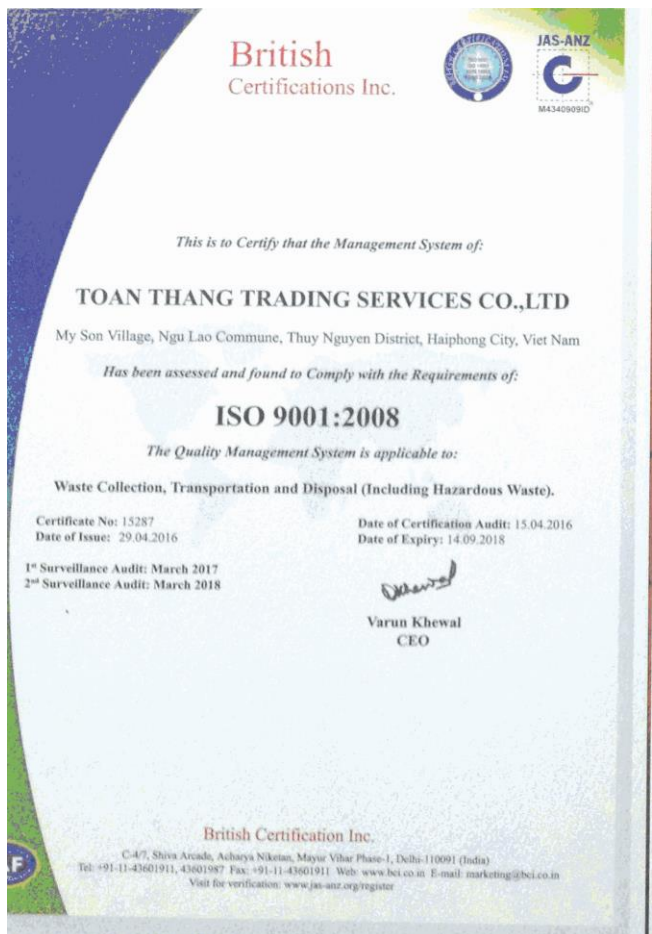 British
Certifications Inc.
JAS-ANZ
M4340909ID
This is to Certify that the Management System of:
TOAN THANG TRADING SERVICES CO.,LTD
My Son Village, Ngu Lao Commune, Thuy Nguyen District, Haiphong City, Viet Nam
Has been assessed and found to Comply with the Requirements of:
ISO 9001:2008
The Quality Management System is applicable to:
Waste Collection, Transportation and Disposal (Including Hazardous Waste).
Certificate No: 15287
Date of Issue: 29.04.2016
Date of Certification Audit: 15.04.2016
Date of Expiry: 14.09.2018
1st Surveillance Audit: March 2017
2nd Surveillance Audit: March 2018
Varun Khewal
CEO
British Certification Inc.
C-4/7, Shiva Arcade, Acharya Niketan, Mayur Vihar Phase-1, Delhi-110091 (India)
Tel: +91-11-43601911, 43601987 Fax: +91-11-43601911 Web: www.bci.co.in E-mail: marketing@bci.co.in
Visit for verification: www.jas-anz.org/register